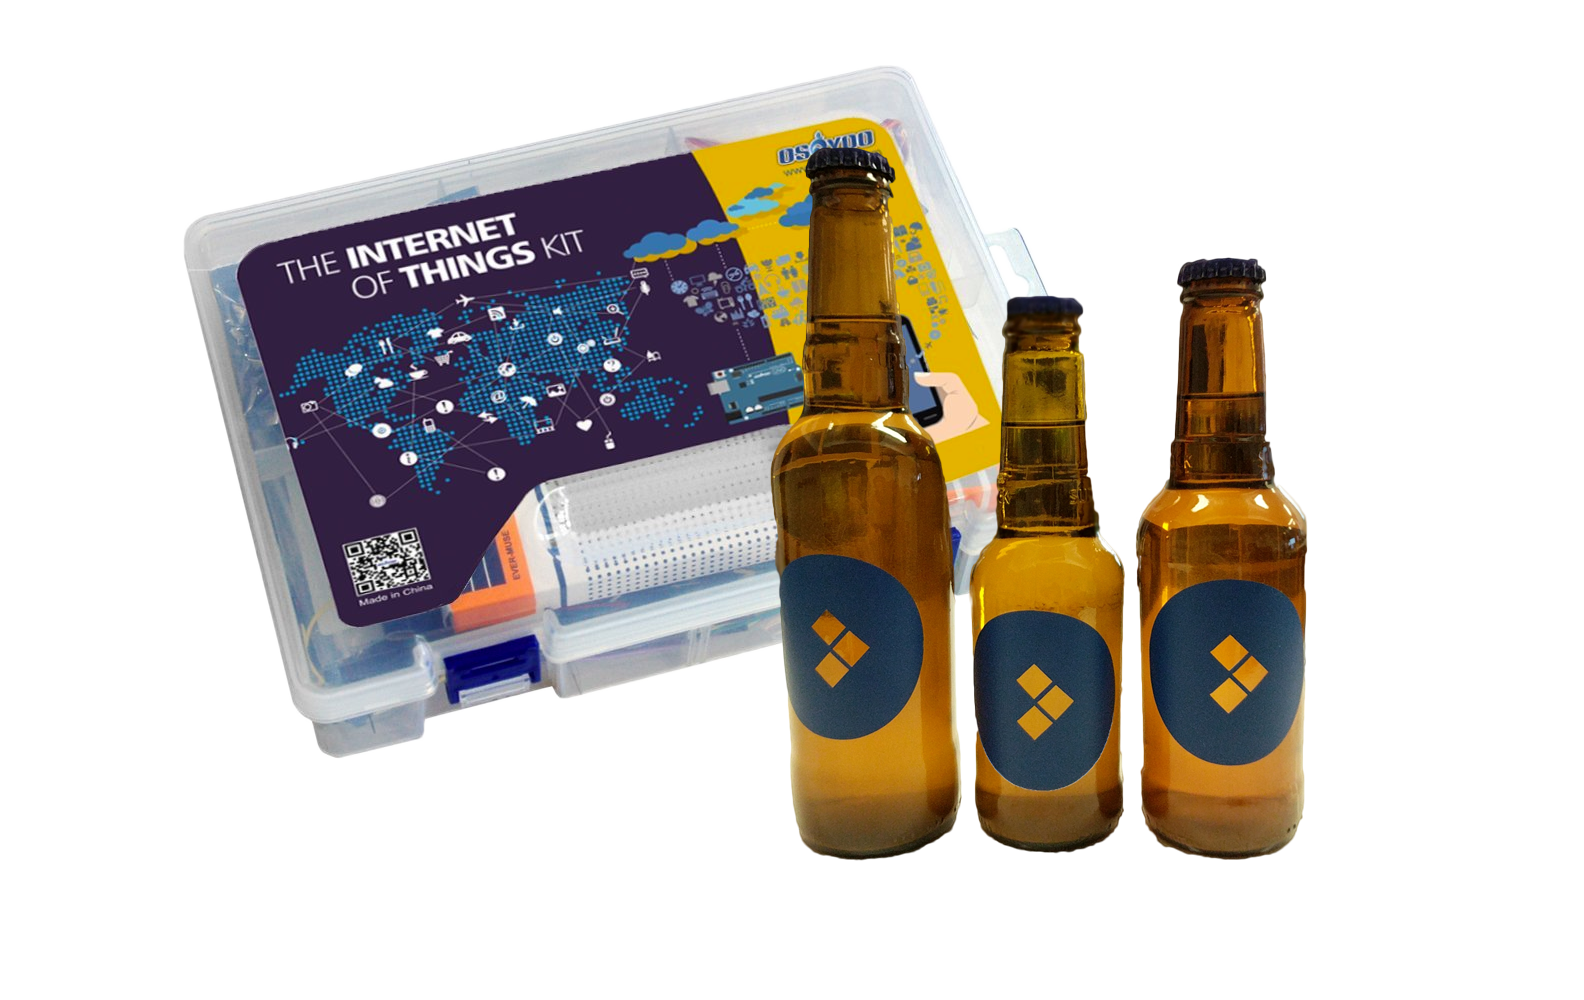 OSOYOO
THE INTERNET
OF THINGS KIT
EVER-MUSE
Made in China